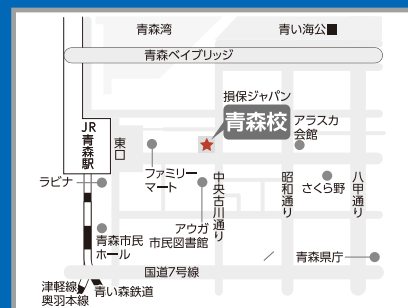 青森湾
青い海公
青森ベイブリッジ
損保ジャパン
青森校
アラスカ
会館
JR
青森駅
東口
ファミリー
マート
ラビナ
中央古川通り
昭和通り
八甲通り
さくら野
アウガ
市民図書館
青森市民
ホール
青森県庁
国道7号線
津軽線
奥羽本線
青い森鉄道